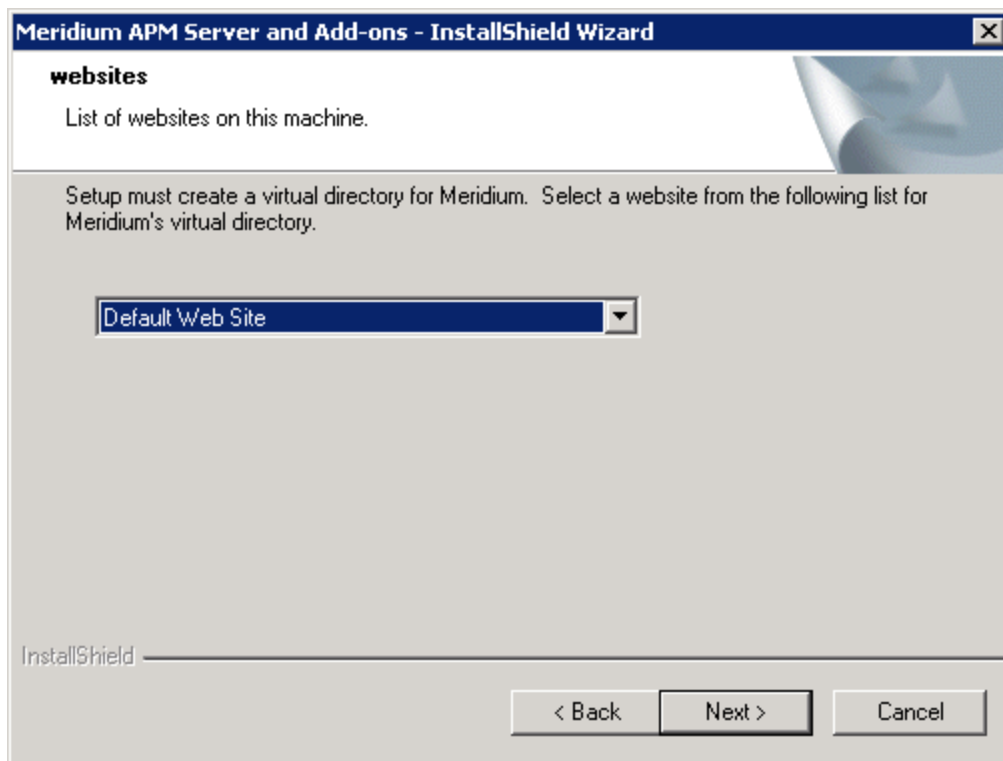 Meridium APM Server and Add-ons - InstallShield Wizard
websites
List of websites on this machine.
Setup must create a virtual directory for Meridium.  Select a website from the following list for
Meridium's virtual directory.
Default Web Site
InstallShield
< Back
Next >
Cancel